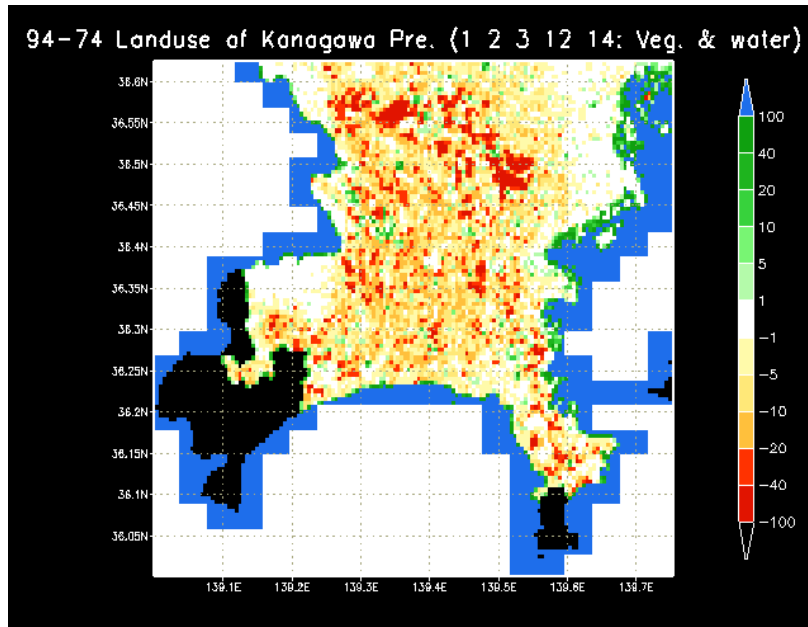 94-74 Landuse of Kanagawa Pre. (1 2 3 12 14: Veg. & water)
36.6N
36.55N
36.5N
36.45N
36.4N
36.35N
36.3N
36.25N
36.2N
36.15N
36.1N
36.05N
139.1E 139.2E 139.3E 139.4E 139.5E 139.6E 139.7E
100
40
20
10
5
1
-1
-5
-10
-20
-40
-100